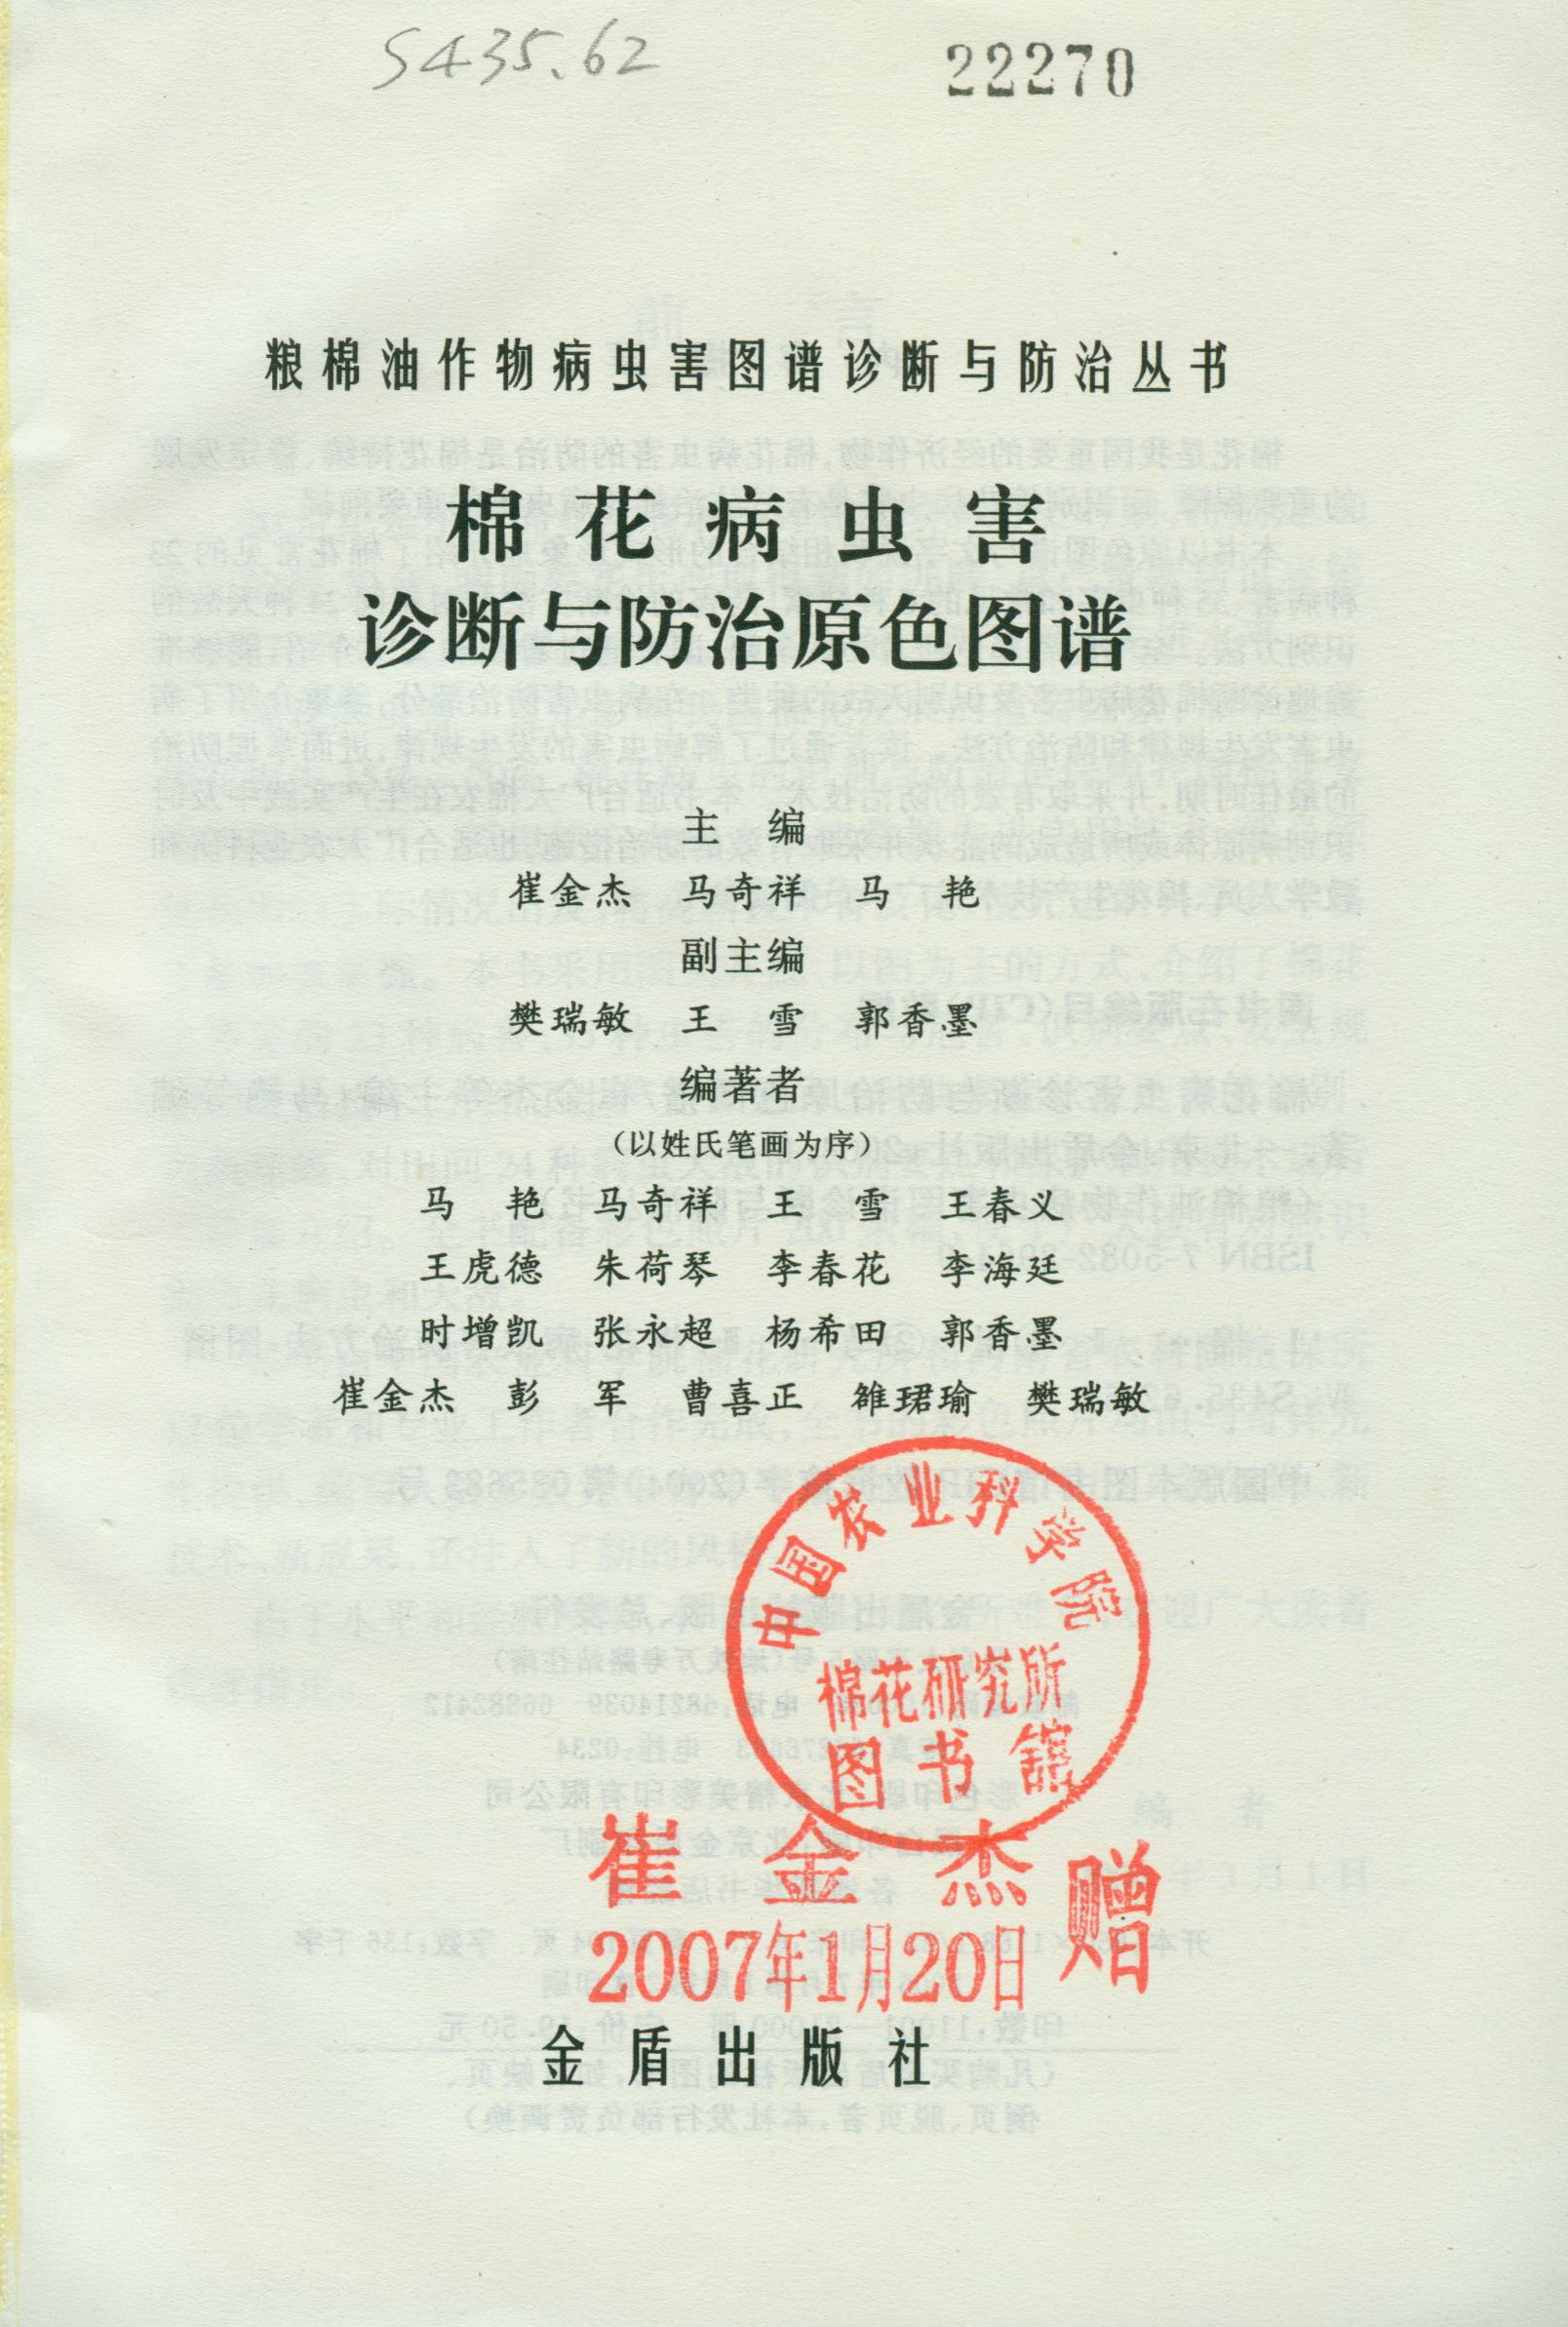 S435.62
22270
粮棉油作物病虫害图谱诊断与防治丛书
棉花病虫害
诊断与防治原色图谱
主 编
崔金杰 马奇祥 马 艳
副主编
樊瑞敏 王 雪 郭香墨
编著者
(以姓氏笔画为序)
马 艳 马奇祥 王 雪 王春义
王虎德 朱荷琴 李春花 李海廷
时增凯 张永超 杨希田 郭香墨
崔金杰 彭 军 曹喜正 雒珺瑜 樊瑞敏
中国农业科学院
棉花研究所
图书馆
崔金杰赠
2007年1月20日
金盾出版社